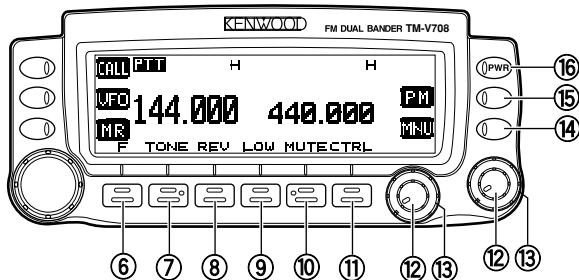 KENWOOD FM DUAL BANDER TM-V708
CALL PTT H H
PWR ⑯
VFO 144.000 440.000 PM ⑮
MR MNU ⑭
F TONE REV LOW MUTE CTRL
⑥ ⑦ ⑧ ⑨ ⑩ ⑪ ⑫ ⑬ ⑫ ⑬